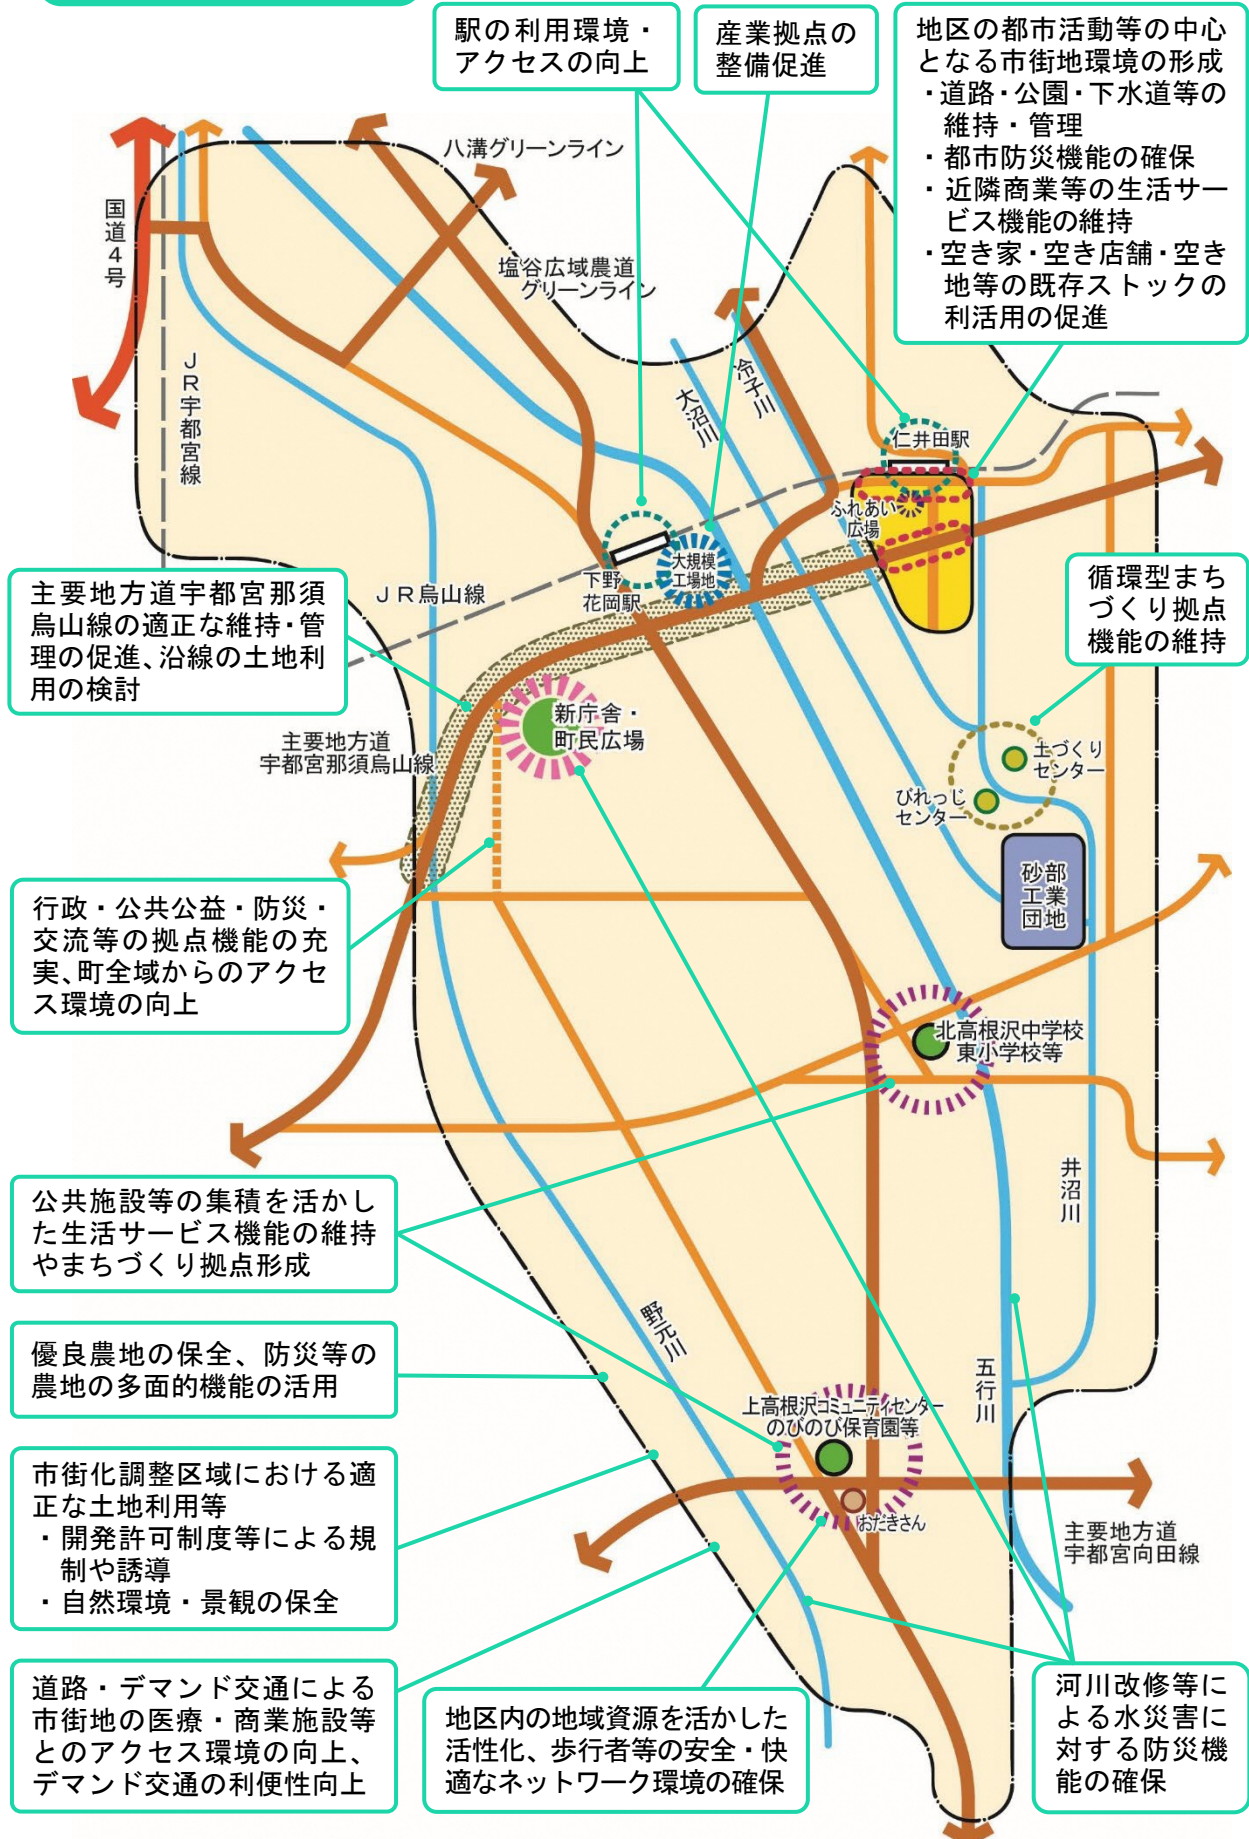 駅の利用環境・
アクセスの向上
産業拠点の
整備促進
地区の都市活動等の中心
となる市街地環境の形成
・道路・公園・下水道等の
維持・管理
・都市防災機能の確保
・近隣商業等の生活サー
ビス機能の維持
・空き家・空き店舗・空き
地等の既存ストックの
利活用の促進
八溝グリーンライン
国道4号
塩谷広域農道
グリーンライン
JR宇都宮線
大沼川
冷子川
仁井田駅
ふれあい
広場
大規模
工場地
下野
花岡駅
JR烏山線
循環型まち
づくり拠点
機能の維持
主要地方道宇都宮那須
烏山線の適正な維持・管
理の促進、沿線の土地利
用の検討
新庁舎・
町民広場
主要地方道
宇都宮那須烏山線
土づくり
センター
びれっじ
センター
砂部
工業
団地
行政・公共公益・防災・
交流等の拠点機能の充
実、町全域からのアクセ
ス環境の向上
北高根沢中学校
東小学校等
井沼川
公共施設等の集積を活かし
た生活サービス機能の維持
やまちづくり拠点形成
野元川
優良農地の保全、防災等の
農地の多面的機能の活用
五行川
上高根沢コミュニティセンター
のびのび保育園等
市街化調整区域における適
正な土地利用等
・開発許可制度等による規
制や誘導
・自然環境・景観の保全
おだきさん
主要地方道
宇都宮向田線
道路・デマンド交通による
市街地の医療・商業施設等
とのアクセス環境の向上、
デマンド交通の利便性向上
地区内の地域資源を活かした
活性化、歩行者等の安全・快
適なネットワーク環境の確保
河川改修等に
よる水災害に
対する防災機
能の確保